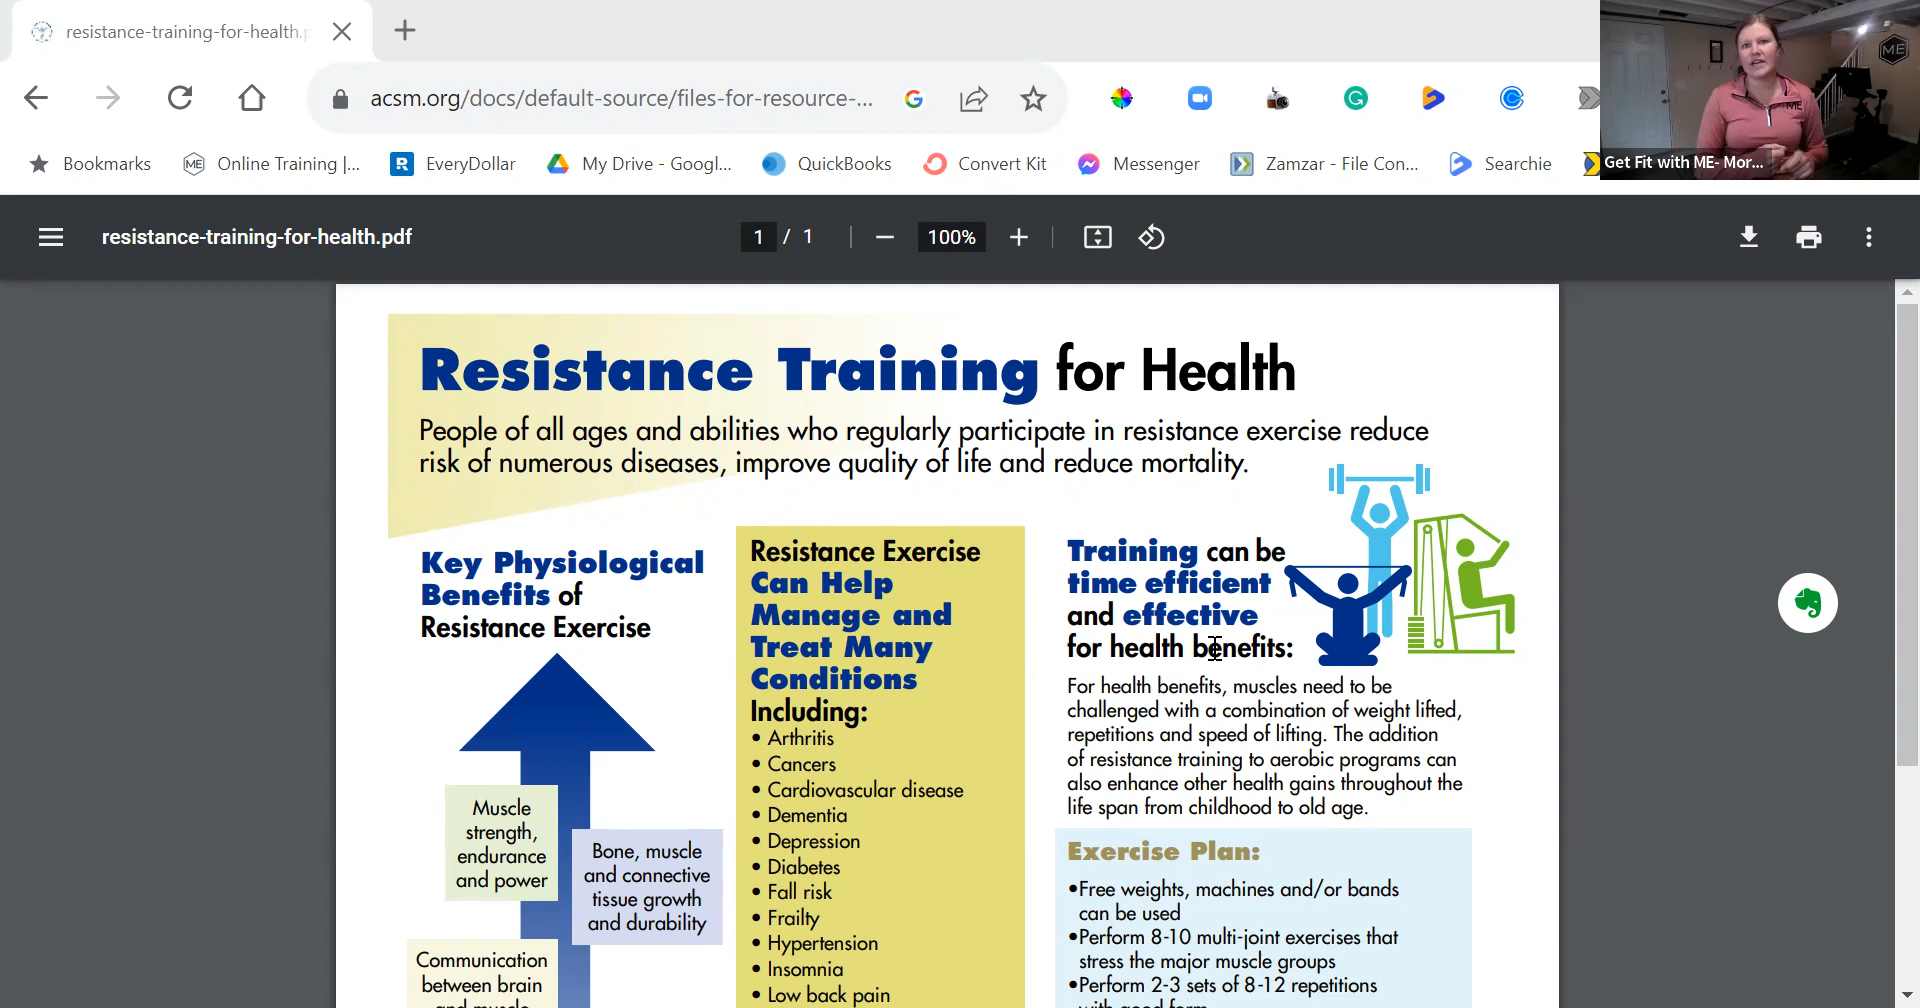 resistance-training-for-health.p
acsm.org/docs/default-source/files-for-resource-...
Bookmarks
ME
Online Training |...
R
EveryDollar
My Drive - Googl...
QuickBooks
Convert Kit
Messenger
Zamzar - File Con...
Searchie
ME
ME
Get Fit with ME- Mor...
resistance-training-for-health.pdf
1 / 1
100%
Resistance Training for Health
People of all ages and abilities who regularly participate in resistance exercise reduce
risk of numerous diseases, improve quality of life and reduce mortality.
Key Physiological
Benefits of
Resistance Exercise
Muscle
strength,
endurance
and power
Bone, muscle
and connective
tissue growth
and durability
Communication
between brain
and muscle
Resistance Exercise
Can Help
Manage and
Treat Many
Conditions
Including:
• Arthritis
• Cancers
• Cardiovascular disease
• Dementia
• Depression
• Diabetes
• Fall risk
• Frailty
• Hypertension
• Insomnia
• Low back pain
Training can be
time efficient
and effective
for health benefits:
For health benefits, muscles need to be
challenged with a combination of weight lifted,
repetitions and speed of lifting. The addition
of resistance training to aerobic programs can
also enhance other health gains throughout the
life span from childhood to old age.
Exercise Plan:
•Free weights, machines and/or bands
can be used
•Perform 8-10 multi-joint exercises that
stress the major muscle groups
•Perform 2-3 sets of 8-12 repetitions
with good form